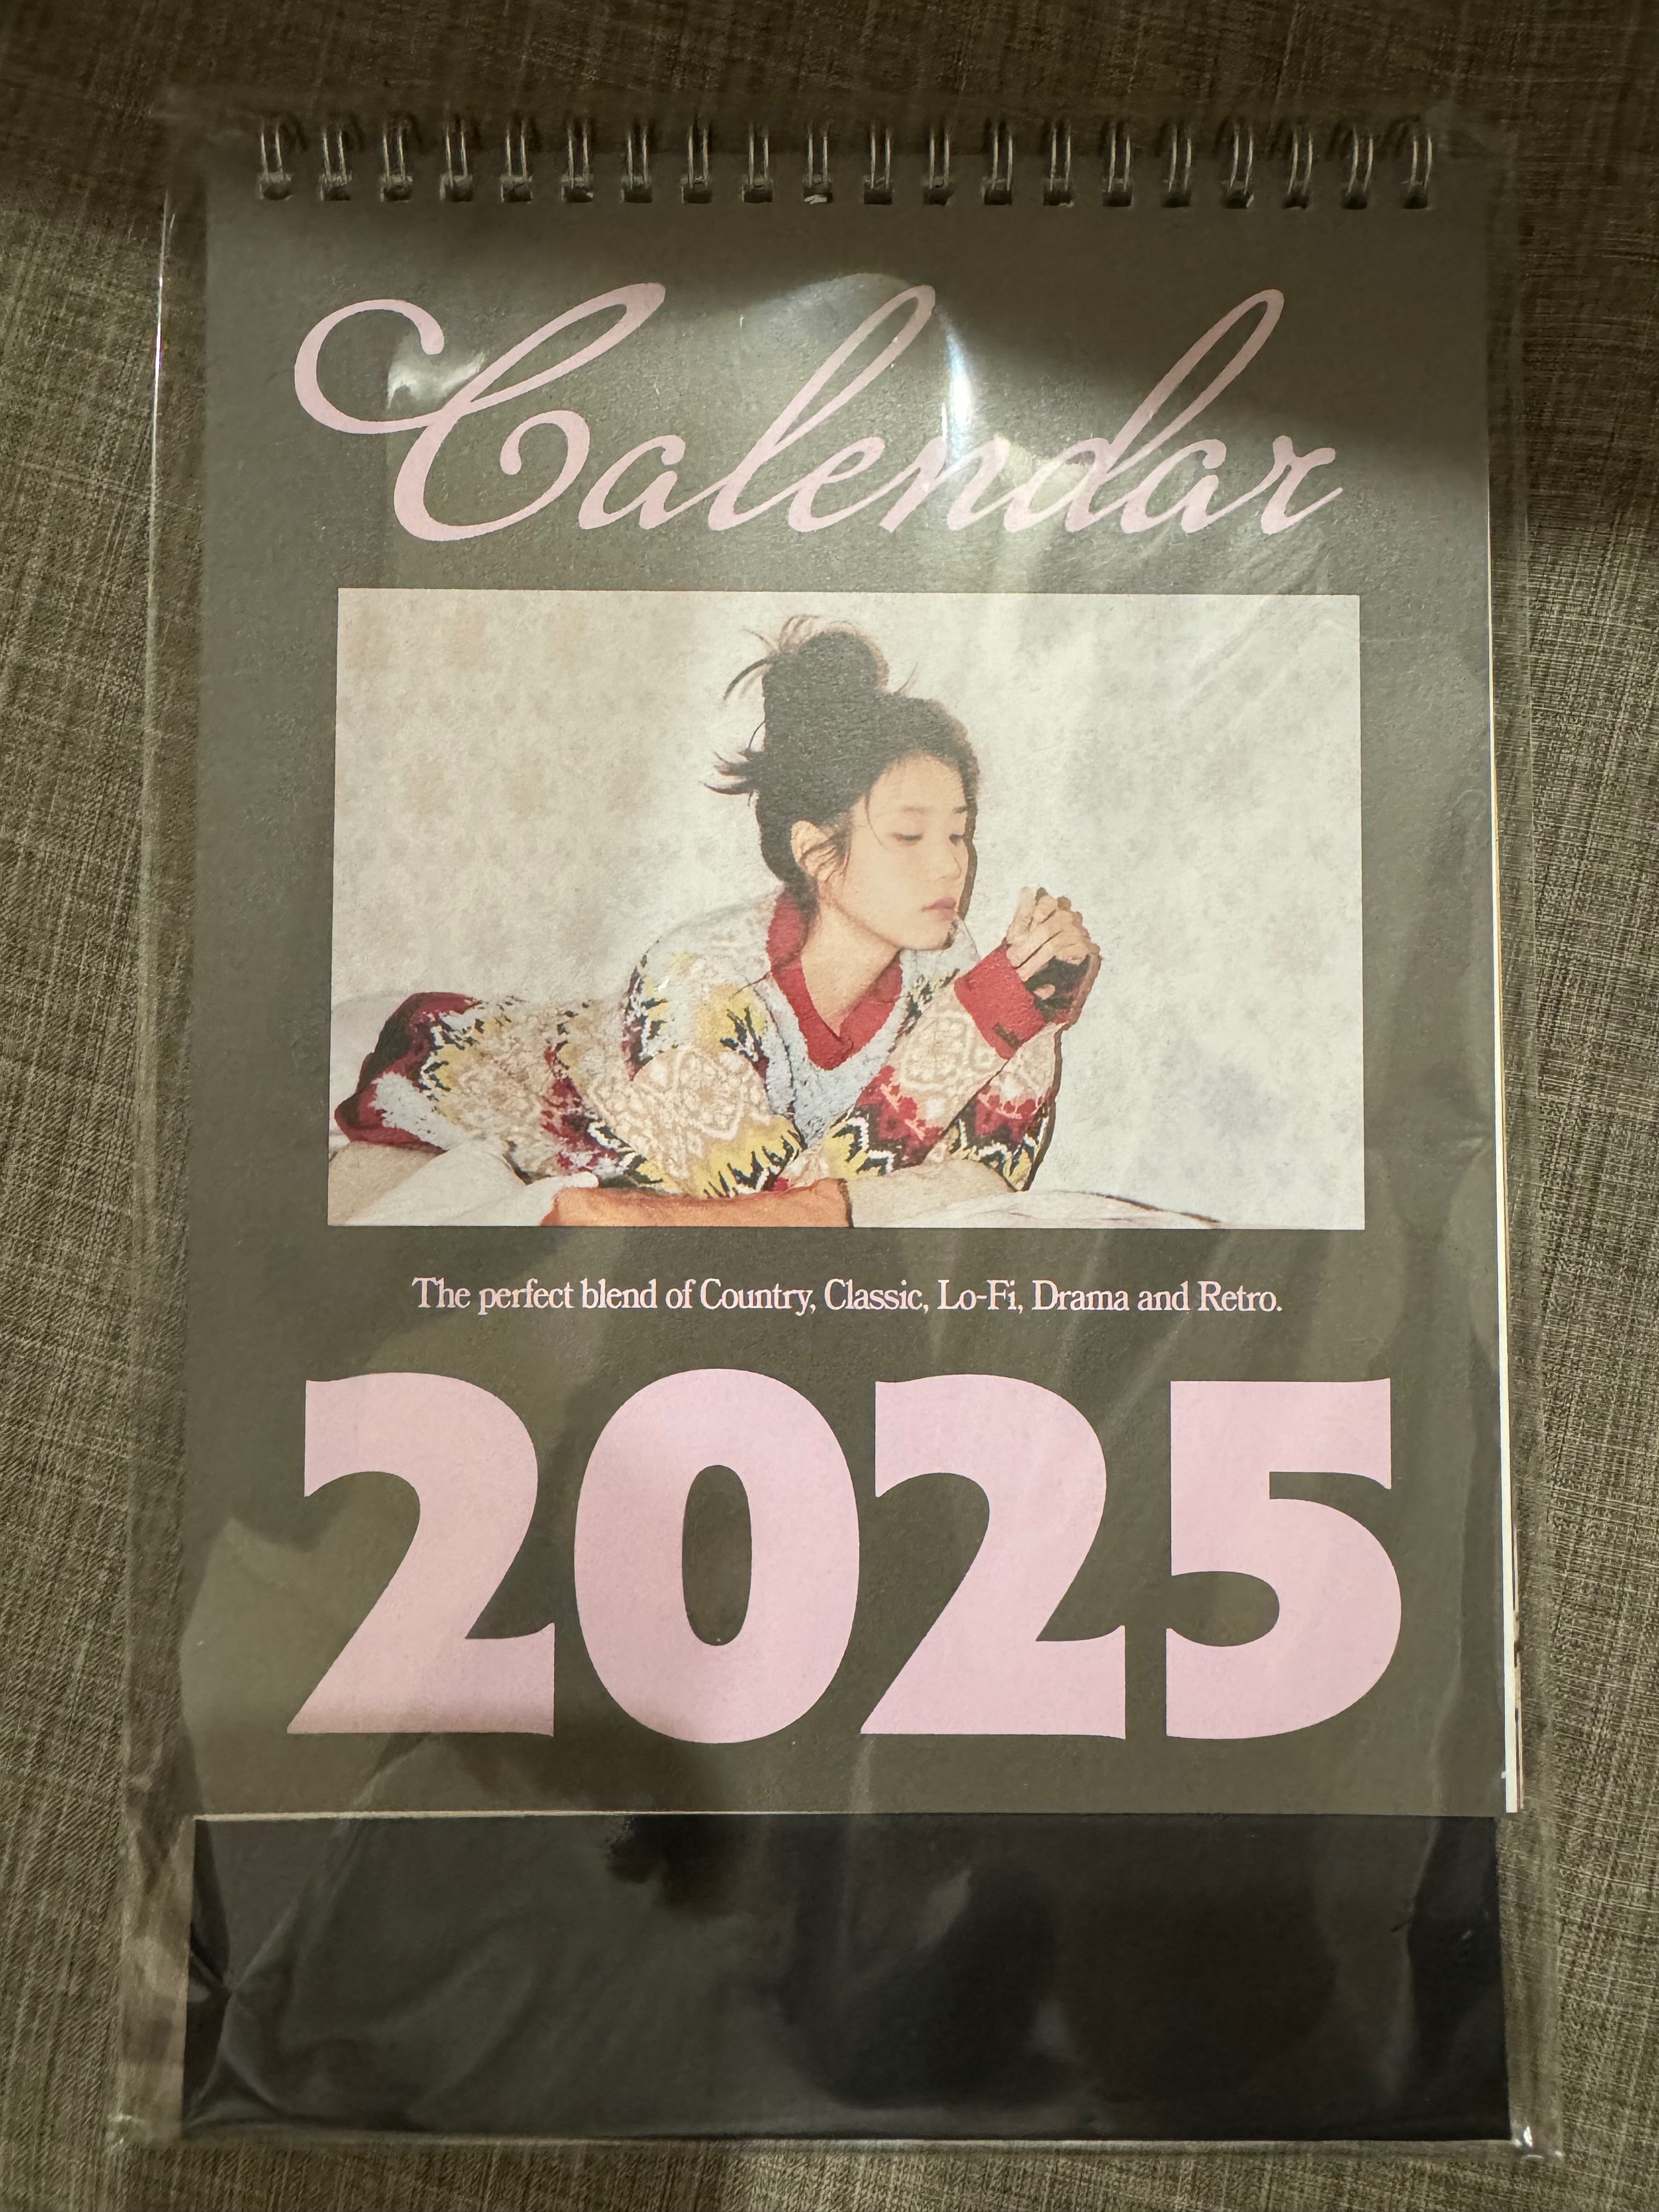 Calendar
The perfect blend of Country, Classic, Lo-Fi, Drama and Retro.
2025